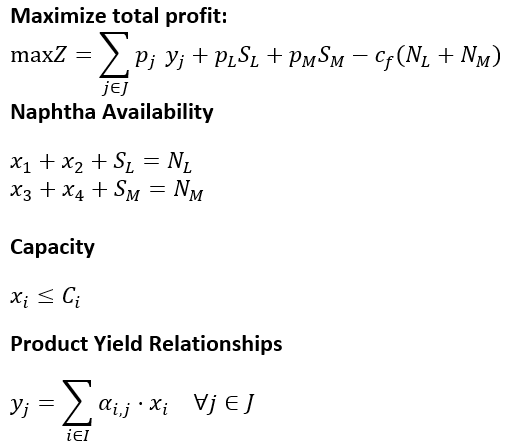 Maximize total profit:
maxZ = ∑_{j∈J} p_j y_j + p_L S_L + p_M S_M − c_f (N_L + N_M)
Naphtha Availability
x_1 + x_2 + S_L = N_L
x_3 + x_4 + S_M = N_M
Capacity
x_i ≤ C_i
Product Yield Relationships
y_j = ∑_{i∈I} α_{i,j} · x_i ∀j ∈ J